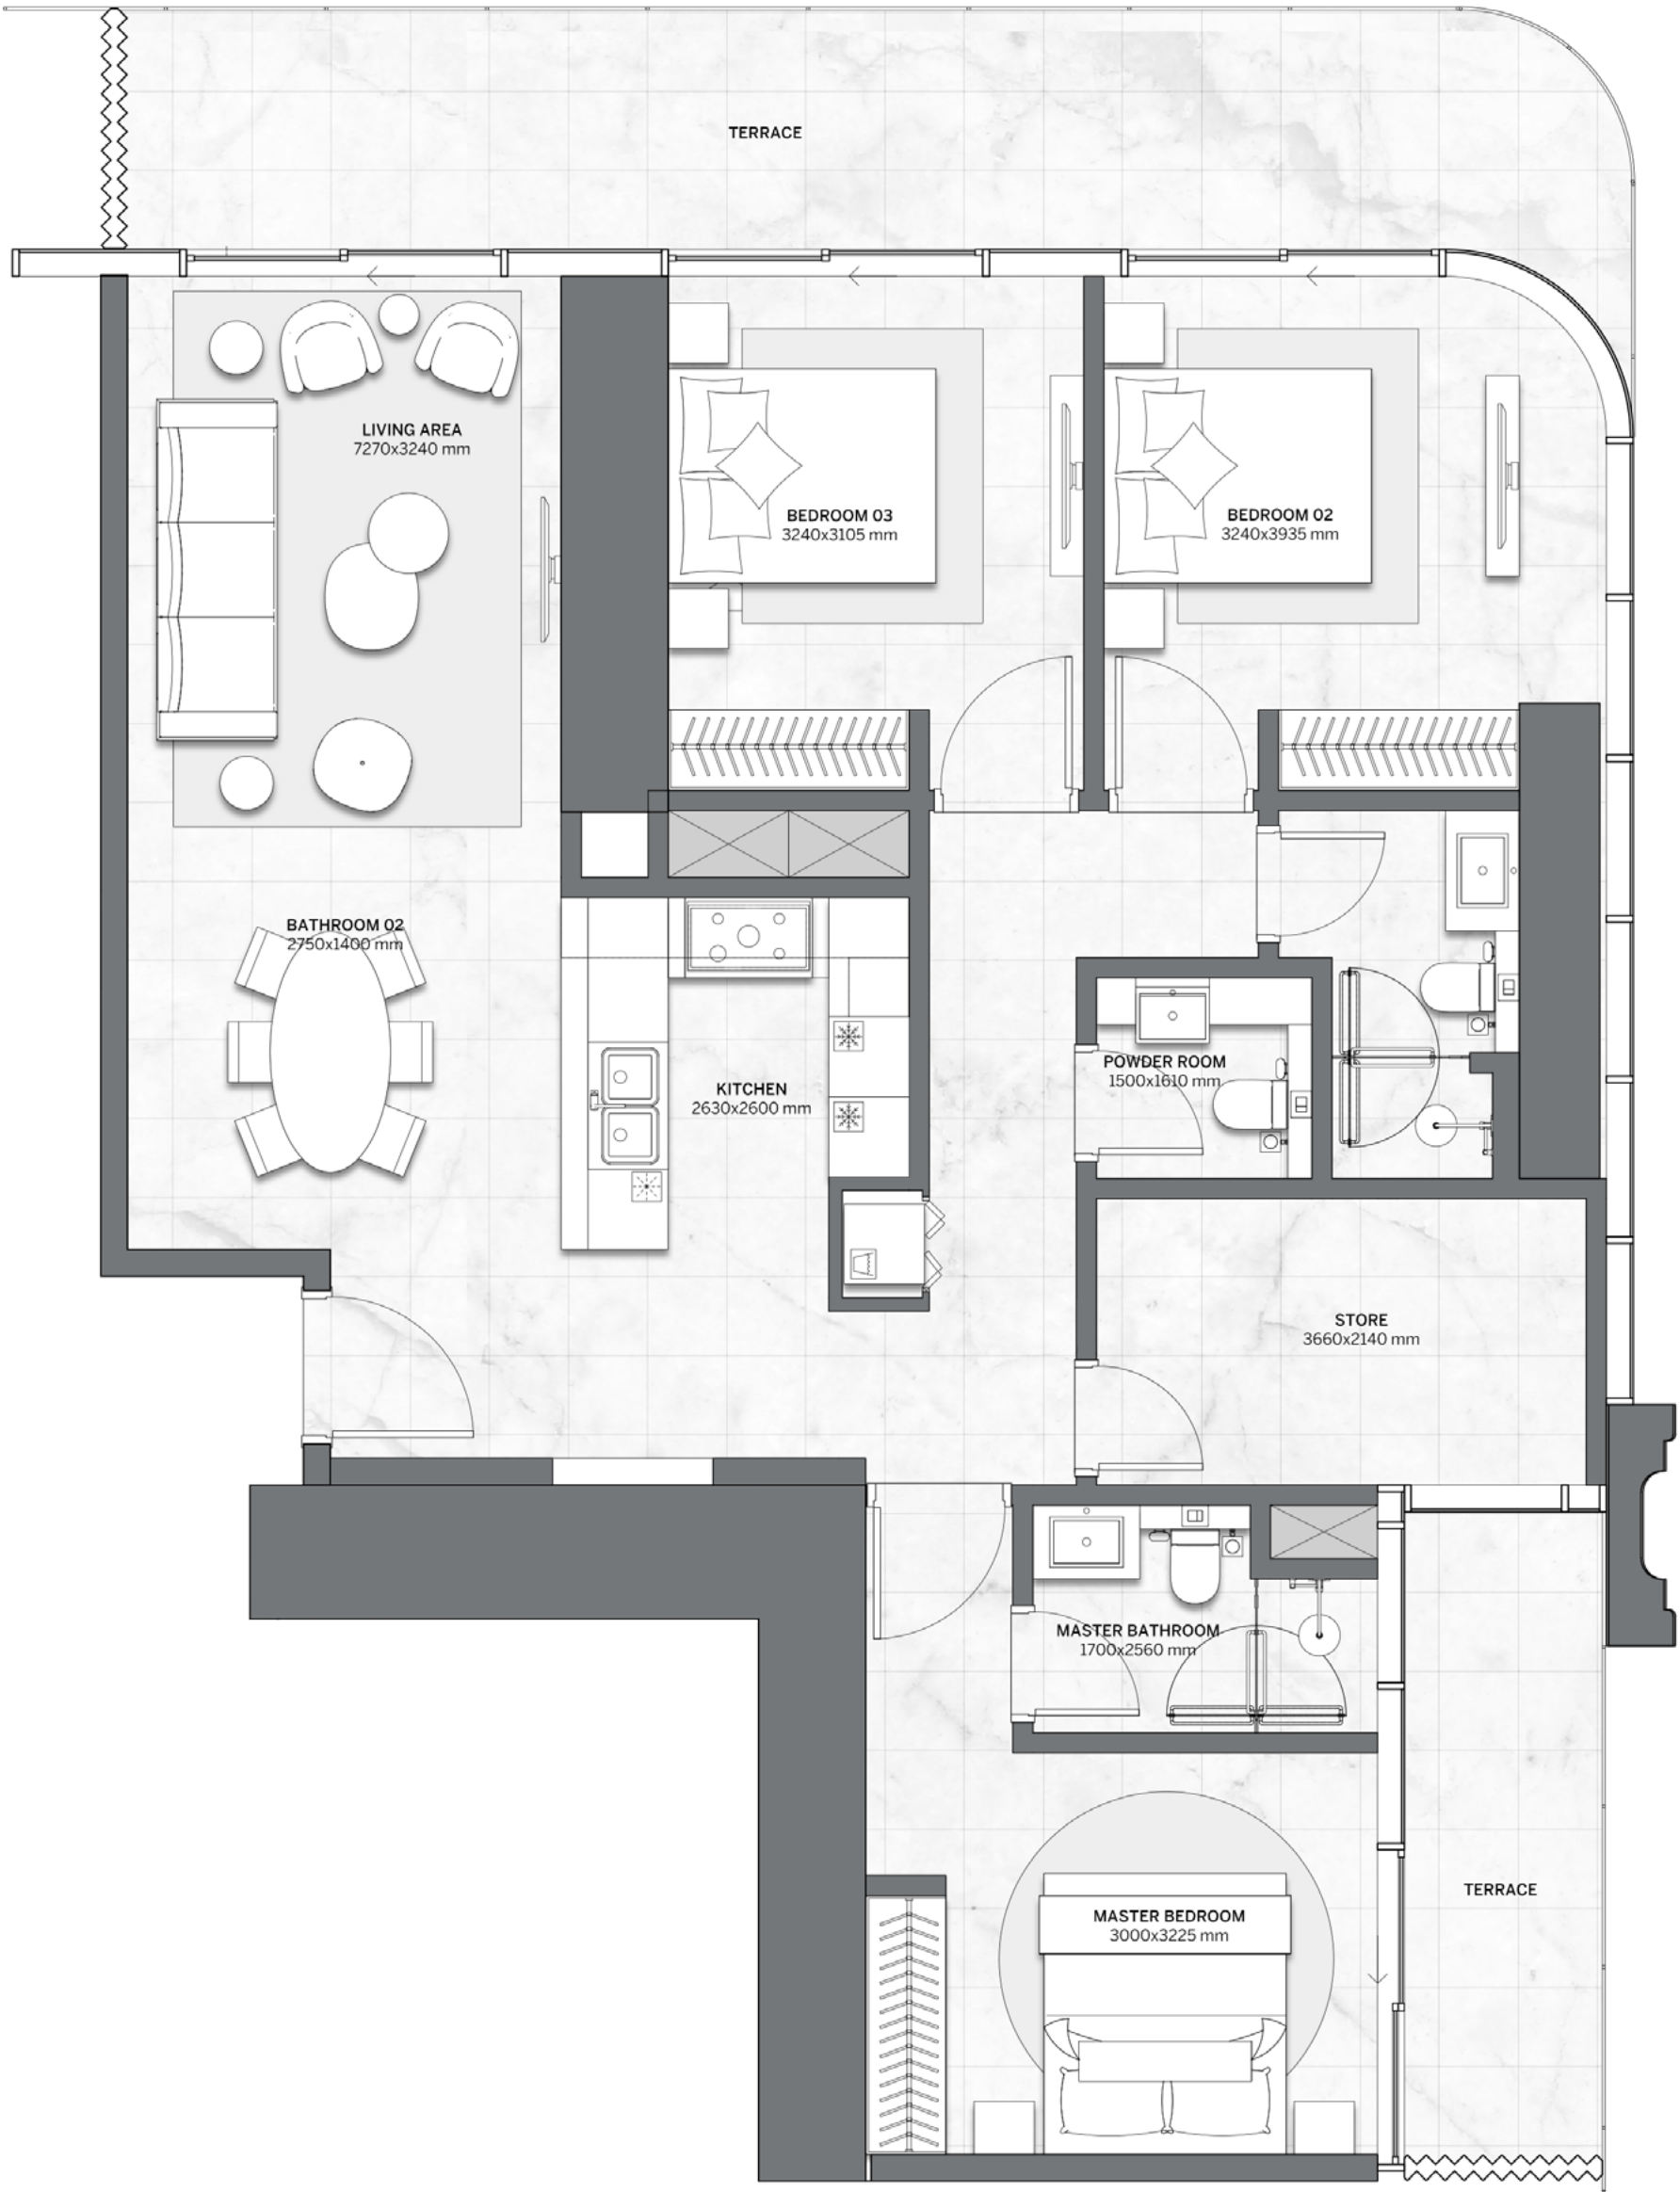 TERRACE
LIVING AREA
7270x3240 mm
BEDROOM 03
3240x3105 mm
BEDROOM 02
3240x3935 mm
BATHROOM 02
2750x1400 mm
KITCHEN
2630x2600 mm
POWDER ROOM
1500x1610 mm
STORE
3660x2140 mm
MASTER BATHROOM
1700x2560 mm
TERRACE
MASTER BEDROOM
3000x3225 mm